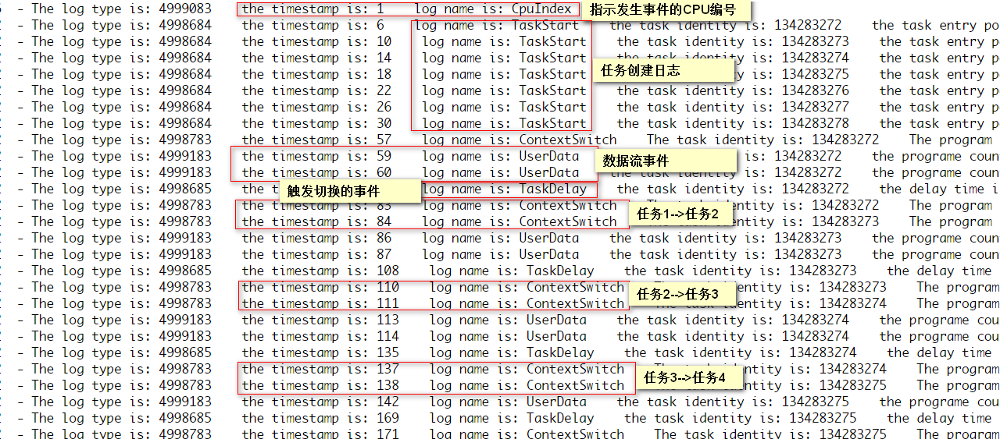 - The log type is: 4999083 the timestamp is: 1 log name is: CpuIndex 指示发生事件的CPU编号
- The log type is: 4998684 the timestamp is: 6 log name is: TaskStart the task identity is: 134283272 the task entry po
- The log type is: 4998684 the timestamp is: 10 log name is: TaskStart the task identity is: 134283273 the task entry p
- The log type is: 4998684 the timestamp is: 14 log name is: TaskStart the task identity is: 134283274 the task entry p
任务创建日志
- The log type is: 4998684 the timestamp is: 18 log name is: TaskStart the task identity is: 134283275 the task entry p
- The log type is: 4998684 the timestamp is: 22 log name is: TaskStart the task identity is: 134283276 the task entry p
- The log type is: 4998684 the timestamp is: 26 log name is: TaskStart the task identity is: 134283277 the task entry p
- The log type is: 4998684 the timestamp is: 30 log name is: TaskStart the task identity is: 134283278 the task entry p
- The log type is: 4998783 the timestamp is: 57 log name is: ContextSwitch The task identity is: 134283272 The program
- The log type is: 4999183 the timestamp is: 59 log name is: UserData 数据流事件 is: 134283272 the programe coun
- The log type is: 4999183 the timestamp is: 60 log name is: UserData the task identity is: 134283272 the programe coun
- The log type is: 4998685 the 触发切换的事件 log name is: TaskDelay the task identity is: 134283272 the delay time i
- The log type is: 4998783 the timestamp is: 83 log name is: ContextSwitch The task identity is: 134283272 The program
任务1-->任务2
- The log type is: 4998783 the timestamp is: 84 log name is: ContextSwitch is: 134283273 The program
- The log type is: 4999183 the timestamp is: 86 log name is: UserData the task identity is: 134283273 the programe coun
- The log type is: 4999183 the timestamp is: 87 log name is: UserData the task identity is: 134283273 the programe coun
- The log type is: 4998685 the timestamp is: 108 log name is: TaskDelay the task identity is: 134283273 the delay time
- The log type is: 4998783 the timestamp is: 110 log name is: ContextSwitch The task identity is: 134283273 The program
任务2-->任务3
- The log type is: 4998783 the timestamp is: 111 log name is: ContextSwitch The task identity is: 134283274 The program
- The log type is: 4999183 the timestamp is: 113 log name is: UserData the task identity is: 134283274 the programe cou
- The log type is: 4999183 the timestamp is: 114 log name is: UserData the task identity is: 134283274 the programe cou
- The log type is: 4998685 the timestamp is: 135 log name is: TaskDelay the task identity is: 134283274 the delay time
- The log type is: 4998783 the timestamp is: 137 log name is: ContextSwitch The task identity is: 134283274 The program
任务3-->任务4
- The log type is: 4998783 the timestamp is: 138 log name is: ContextSwitch The task identity is: 134283275 The program
- The log type is: 4999183 the timestamp is: 142 log name is: UserData the task identity is: 134283275 the programe cou
- The log type is: 4998685 the timestamp is: 169 log name is: TaskDelay the task identity is: 134283275 the delay time
- The log type is: 4998783 the timestamp is: 171 log name is: ContextSwitch The task identity is: 134283275 The program